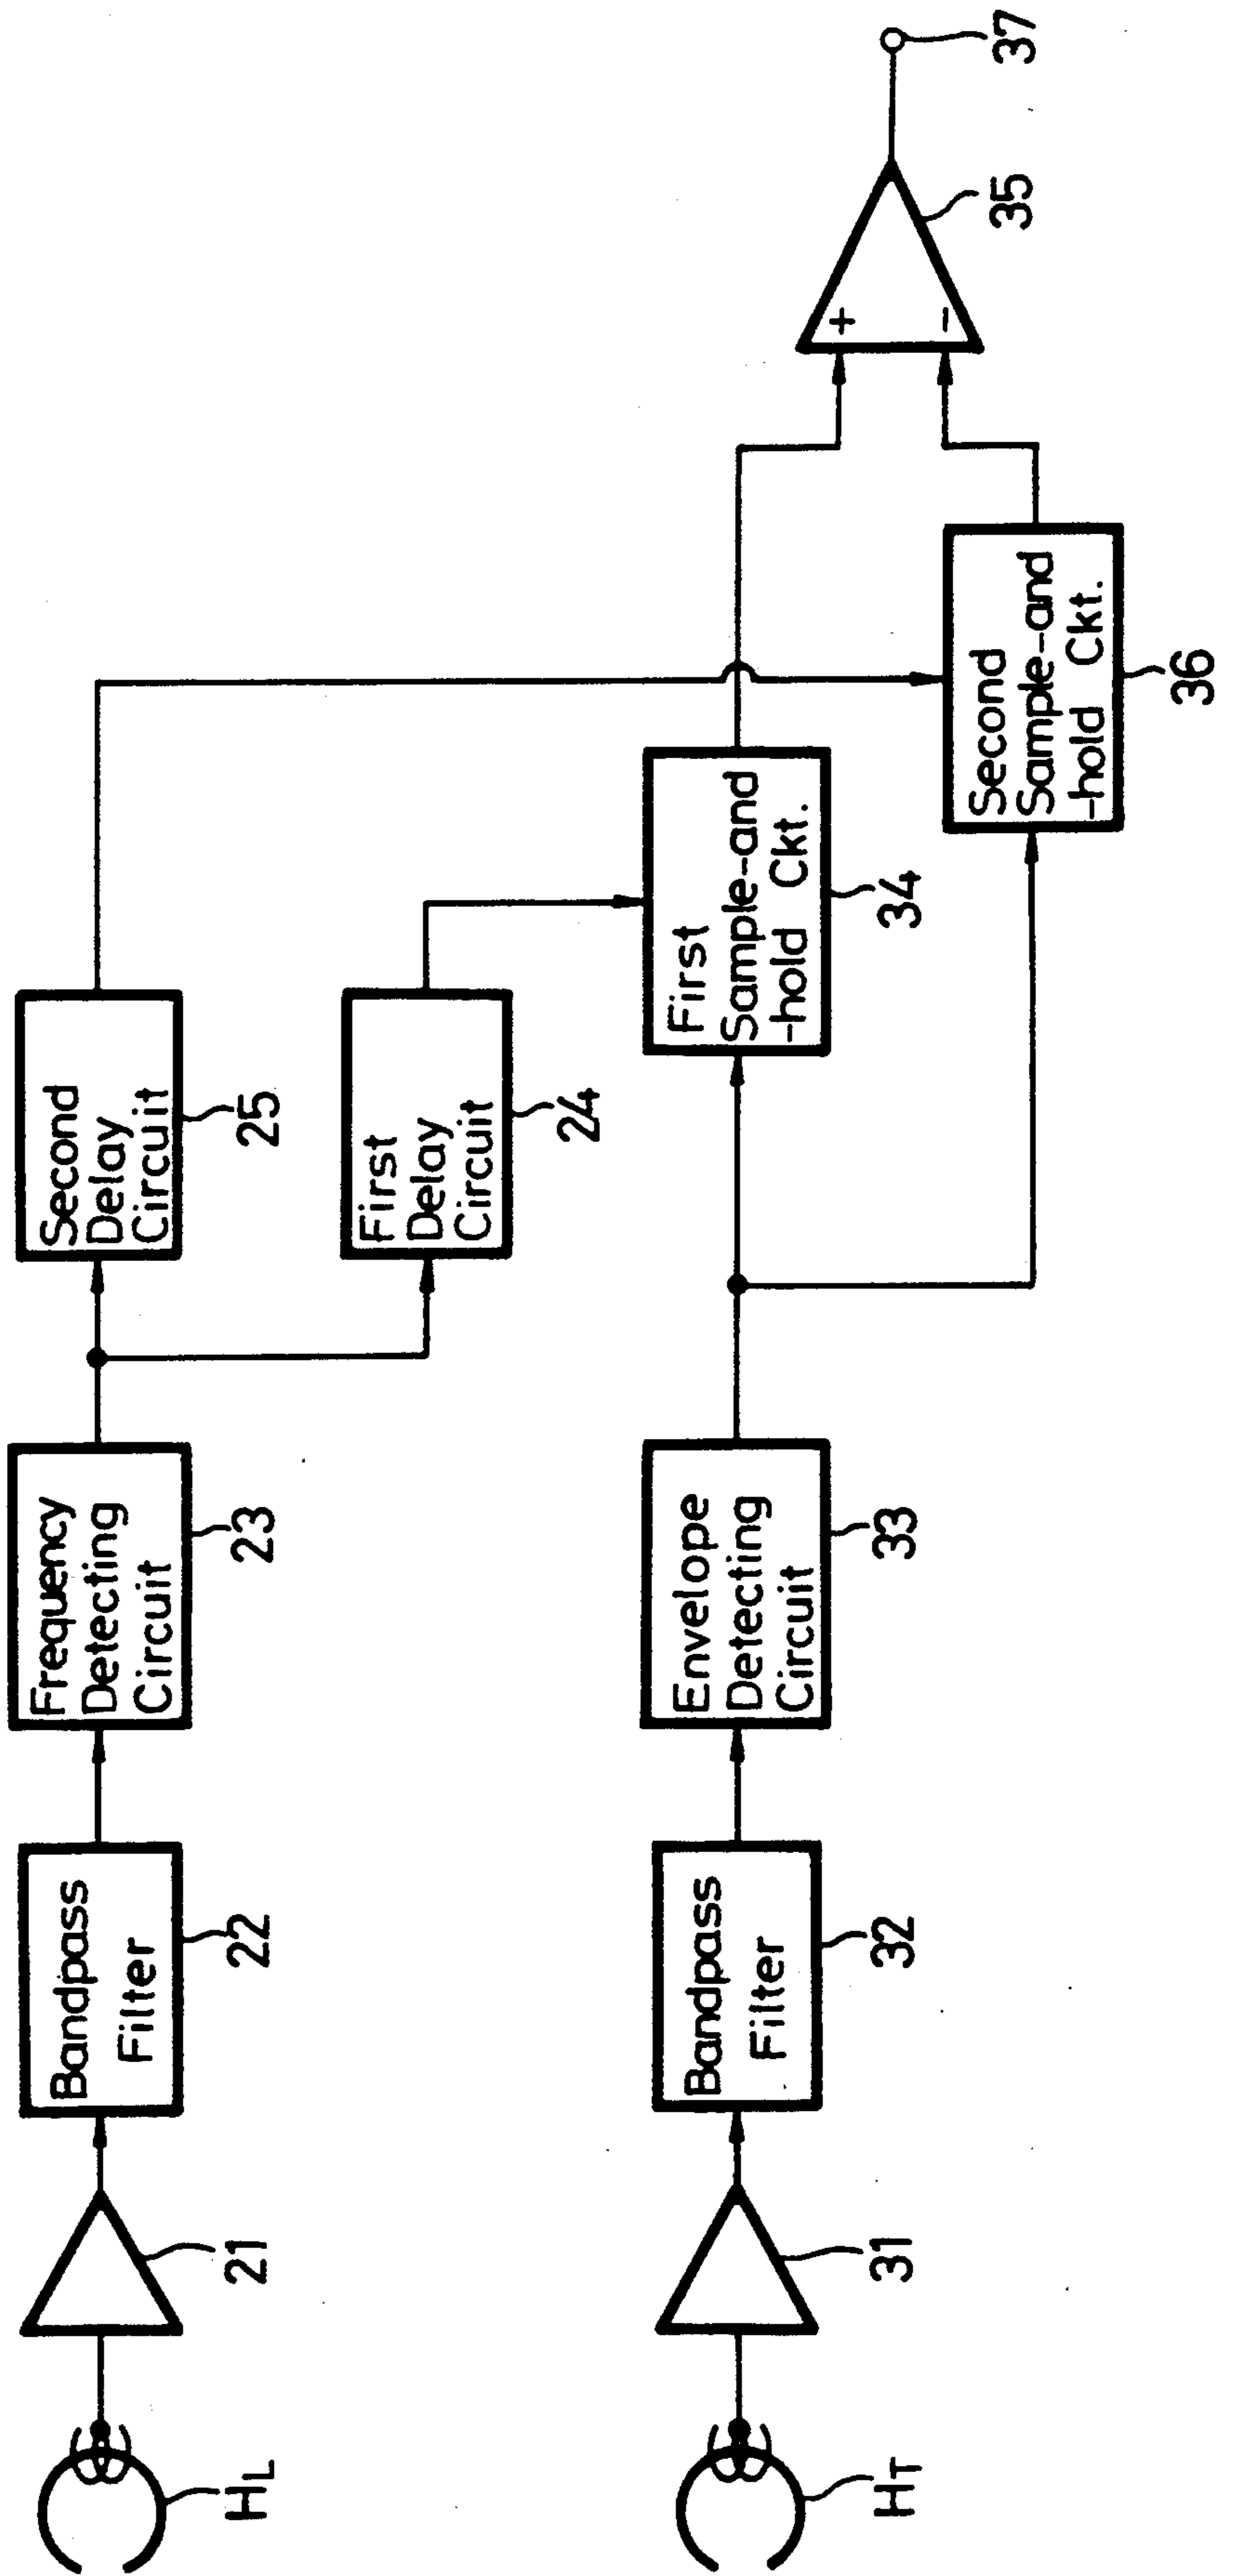 Second
Delay
Circuit
25
Frequency
Detecting
Circuit
23
Bandpass
Filter
22
21
HL
First
Delay
Circuit
24
First
Sample-and
-hold Ckt.
34
Second
Sample-and
-hold Ckt.
36
+
−
35
37
Envelope
Detecting
Circuit
33
Bandpass
Filter
32
31
HT